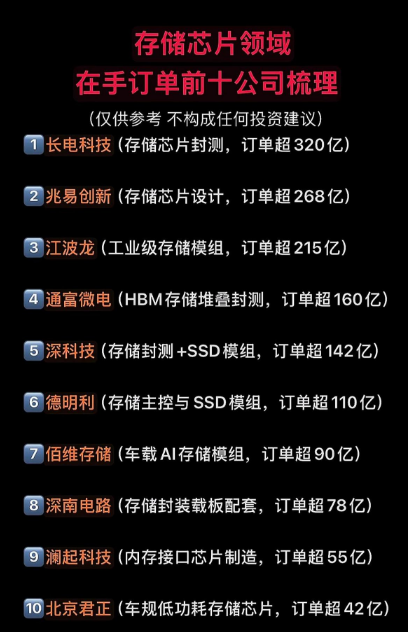 存储芯片领域
在手订单前十公司梳理
（仅供参考 不构成任何投资建议）
1 长电科技（存储芯片封测，订单超320亿）
2 兆易创新（存储芯片设计，订单超268亿）
3 江波龙（工业级存储模组，订单超215亿）
4 通富微电（HBM存储堆叠封测，订单超160亿）
5 深科技（存储封测+SSD模组，订单超142亿）
6 德明利（存储主控与SSD模组，订单超110亿）
7 佰维存储（车载AI存储模组，订单超90亿）
8 深南电路（存储封装载板配套，订单超78亿）
9 澜起科技（内存接口芯片制造，订单超55亿）
10 北京君正（车规低功耗存储芯片，订单超42亿）